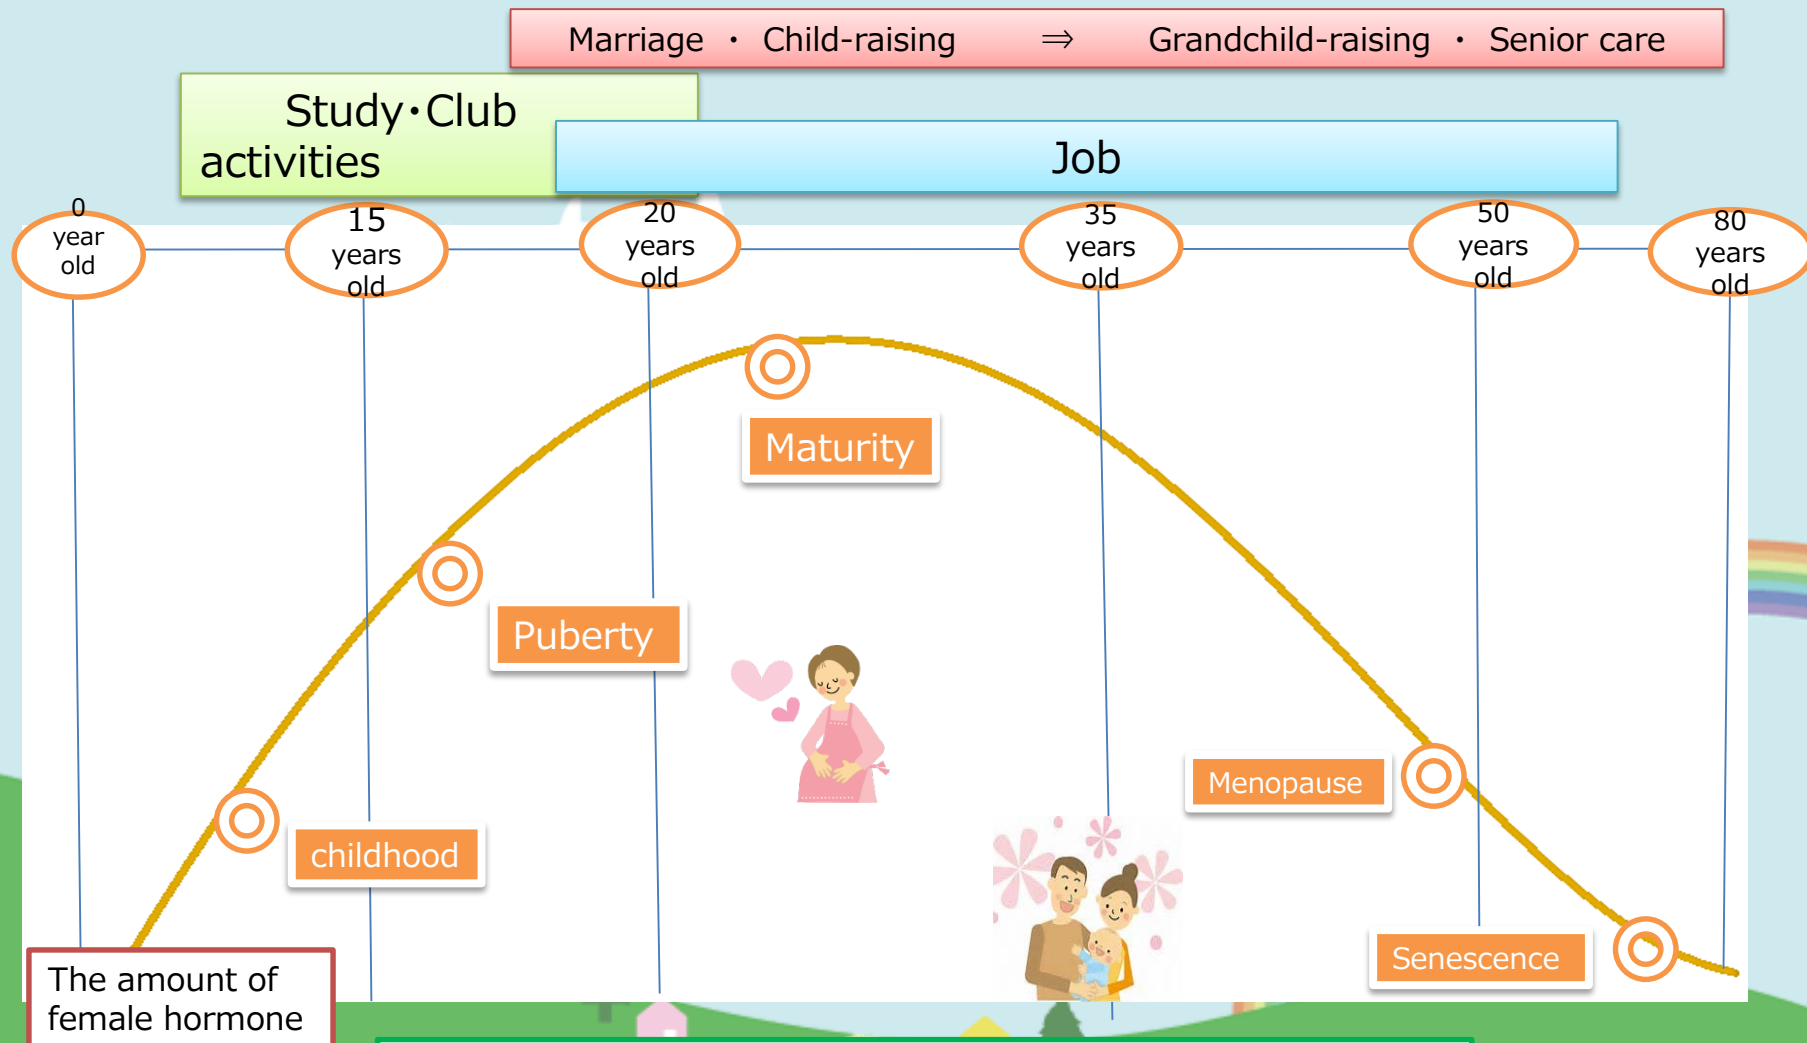 Marriage ・ Child-raising ⇒ Grandchild-raising ・ Senior care
Study・Club
activities
Job
0
year
old
15
years
old
20
years
old
35
years
old
50
years
old
80
years
old
Maturity
Puberty
Menopause
childhood
Senescence
The amount of
female hormone